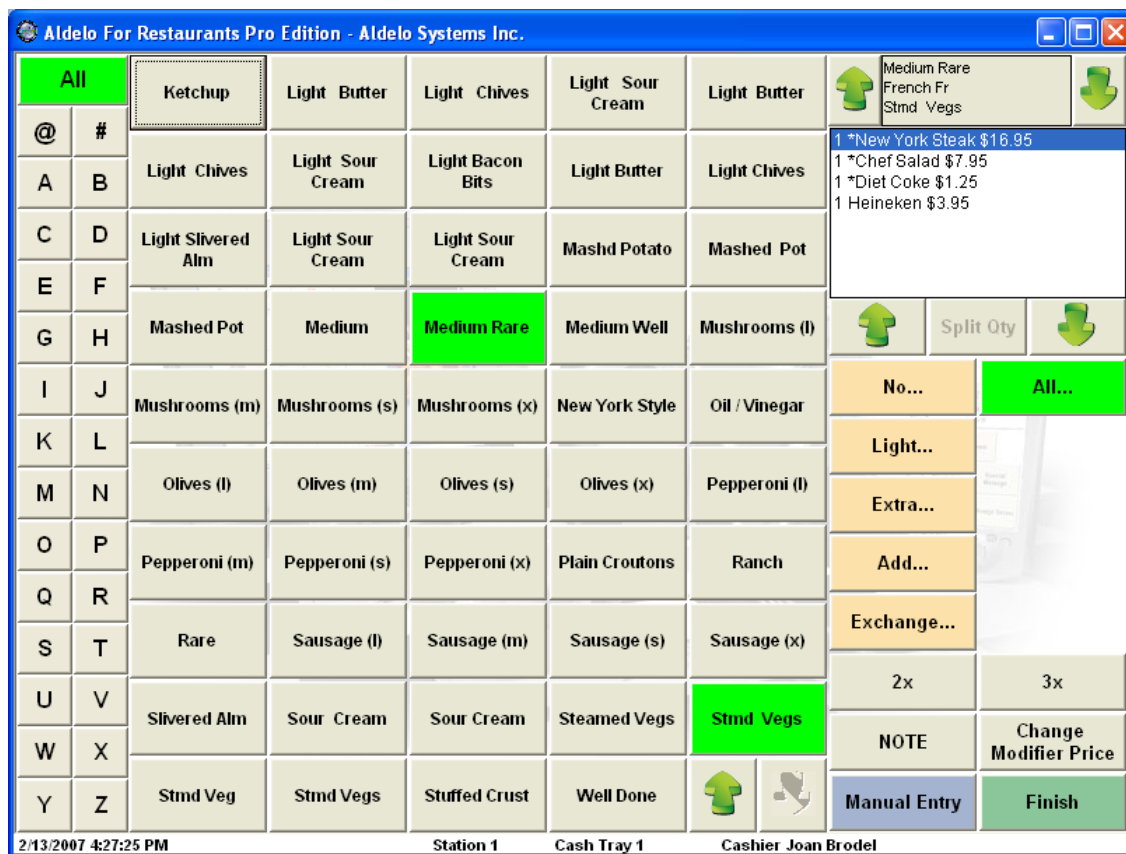 Aldelo For Restaurants Pro Edition - Aldelo Systems Inc.
All
@ #
A B
C D
E F
G H
I J
K L
M N
O P
Q R
S T
U V
W X
Y Z
Ketchup
Light Butter
Light Chives
Light Sour
Cream
Light Butter
Light Chives
Light Sour
Cream
Light Bacon
Bits
Light Butter
Light Chives
Light Slivered
Alm
Light Sour
Cream
Light Sour
Cream
Mashd Potato
Mashed Pot
Mashed Pot
Medium
Medium Rare
Medium Well
Mushrooms (l)
Mushrooms (m)
Mushrooms (s)
Mushrooms (x)
New York Style
Oil / Vinegar
Olives (l)
Olives (m)
Olives (s)
Olives (x)
Pepperoni (l)
Pepperoni (m)
Pepperoni (s)
Pepperoni (x)
Plain Croutons
Ranch
Rare
Sausage (l)
Sausage (m)
Sausage (s)
Sausage (x)
Slivered Alm
Sour Cream
Sour Cream
Steamed Vegs
Stmd Vegs
Stmd Veg
Stmd Vegs
Stuffed Crust
Well Done
Medium Rare
French Fr
Stmd Vegs
1 *New York Steak $16.95
1 *Chef Salad $7.95
1 *Diet Coke $1.25
1 Heineken $3.95
Split Qty
No...
All...
Light...
Extra...
Add...
Exchange...
2x
3x
NOTE
Change
Modifier Price
Manual Entry
Finish
2/13/2007 4:27:25 PM
Station 1
Cash Tray 1
Cashier Joan Brodel